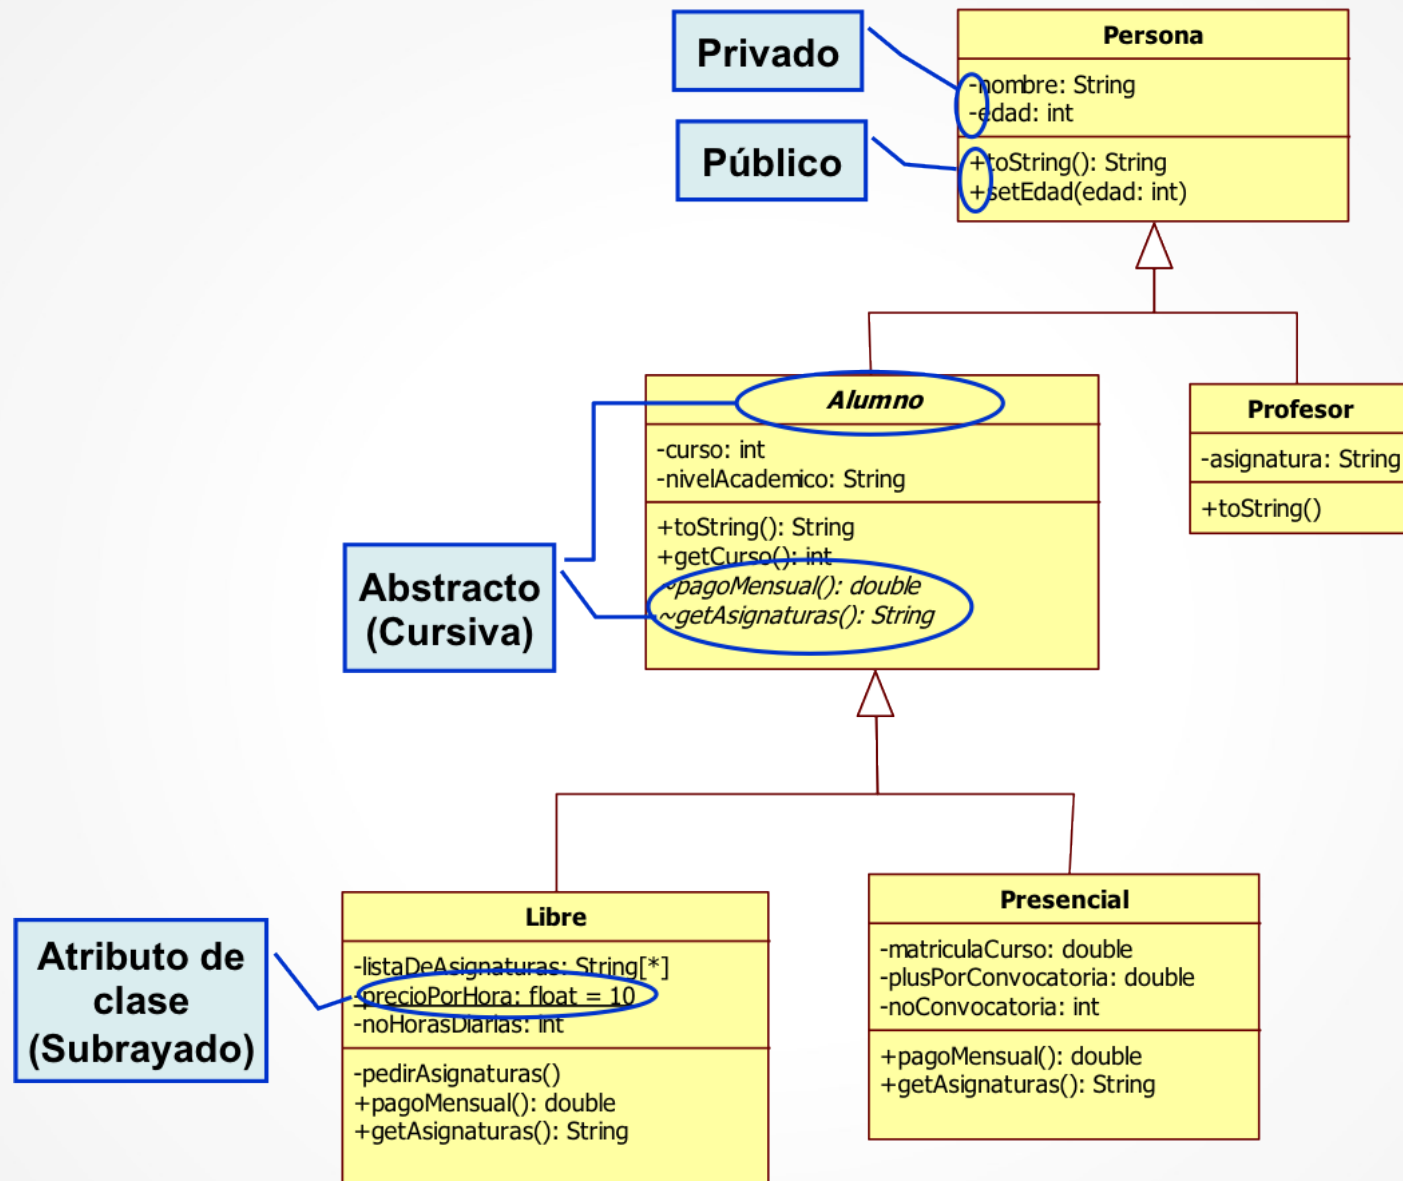 Privado
Público
Persona
-nombre: String
-edad: int
+toString(): String
+setEdad(edad: int)
Alumno
-curso: int
-nivelAcademico: String
+toString(): String
+getCurso(): int
~pagoMensual(): double
~getAsignaturas(): String
Profesor
-asignatura: String
+toString()
Abstracto
(Cursiva)
Atributo de
clase
(Subrayado)
Libre
-listaDeAsignaturas: String[*]
-precioPorHora: float = 10
-noHorasDiarias: int
-pedirAsignaturas()
+pagoMensual(): double
+getAsignaturas(): String
Presencial
-matriculaCurso: double
-plusPorConvocatoria: double
-noConvocatoria: int
+pagoMensual(): double
+getAsignaturas(): String